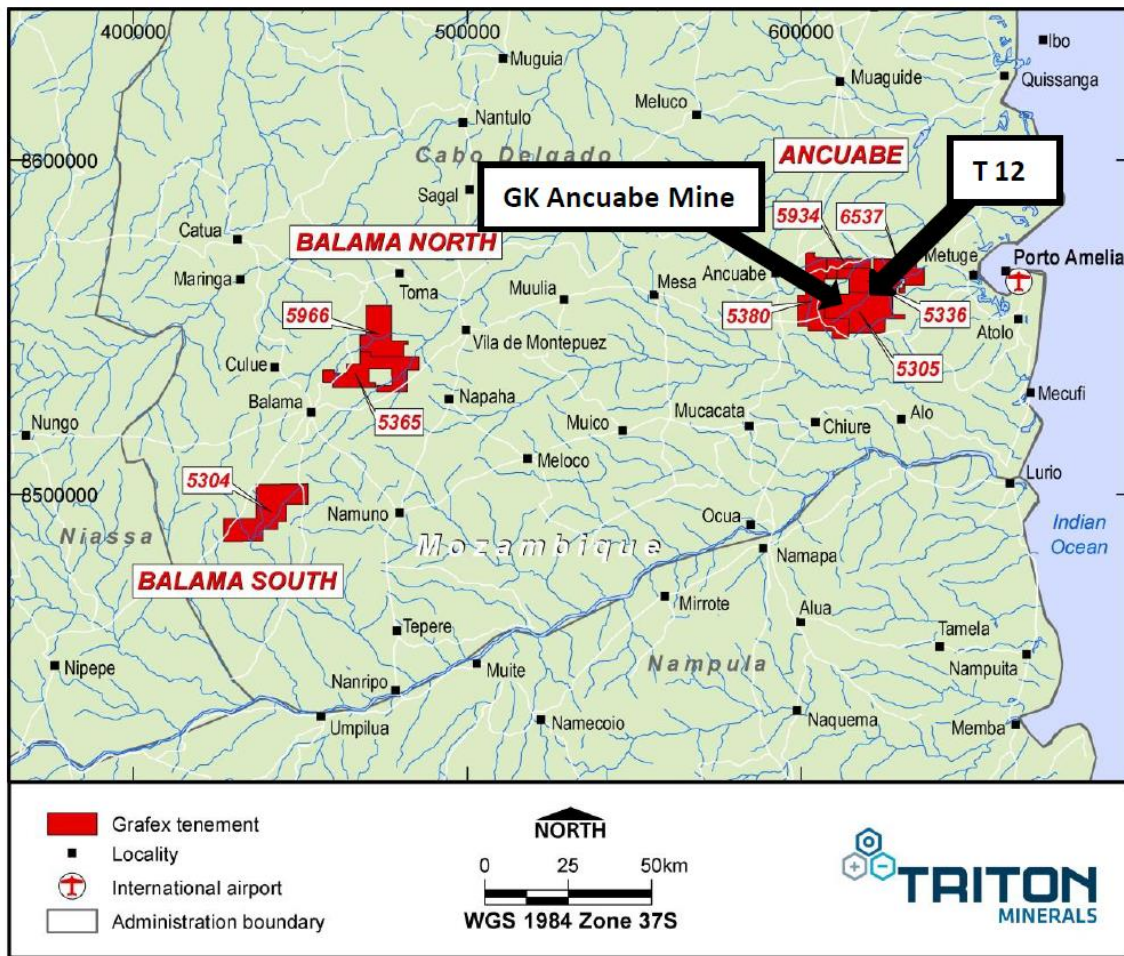 400000
500000
600000
Ibo
Muguia
Muaguide
Quissanga
Meluco
Nantulo
8600000
Cabo Delgado
ANCUABE
T 12
Sagal
GK Ancuabe Mine
5934
6537
Catua
BALAMA NORTH
Metuge
Porto Amelia
Maringa
Toma
Ancuabe
Muulia
Mesa
5966
5380
5336
Atolo
Vila de Montepuez
5305
Culue
Mecufi
Balama
Napaha
5365
Mucacata
Alo
Nungo
Muico
Chiure
Meloco
5304
Lurio
8500000
Namuno
Ocua
Indian
Ocean
Niassa
Mozambique
Namapa
BALAMA SOUTH
Mirrote
Alua
Tepere
Tamela
Nipepe
Muite
Nampula
Nampuita
Nanripo
Umpilua
Namecoio
Naquema
Memba
Grafex tenement
Locality
International airport
Administration boundary
NORTH
0 25 50km
WGS 1984 Zone 37S
TRITON
MINERALS